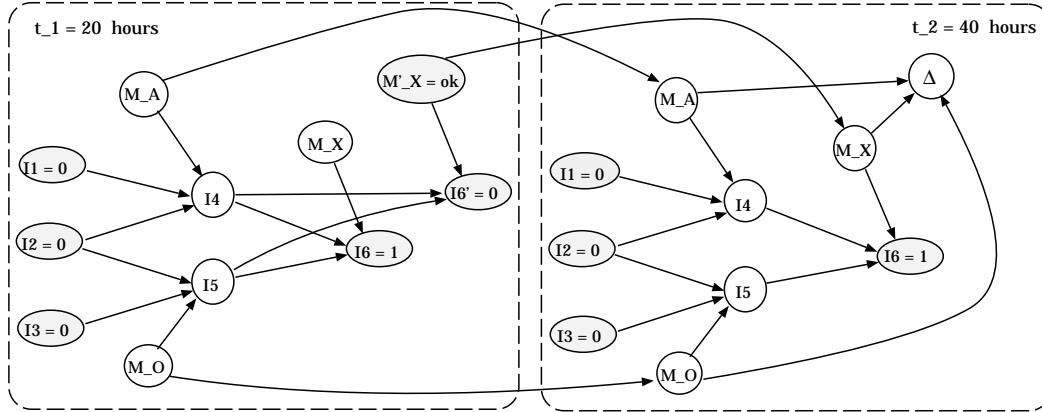 t_1 = 20 hours
M_A
M'_X = ok
M_X
I1 = 0
I4
I6' = 0
I2 = 0
I6 = 1
I5
I3 = 0
M_O
t_2 = 40 hours
Δ
M_A
M_X
I1 = 0
I4
I2 = 0
I6 = 1
I5
I3 = 0
M_O